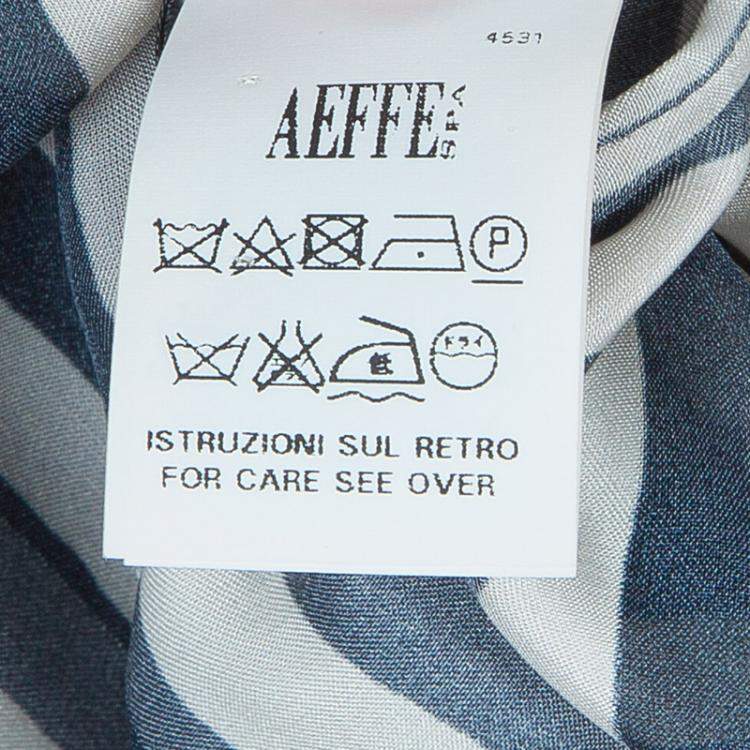 4531
AEFFE SPA
P
ドライ
低
ISTRUZIONI SUL RETRO
FOR CARE SEE OVER